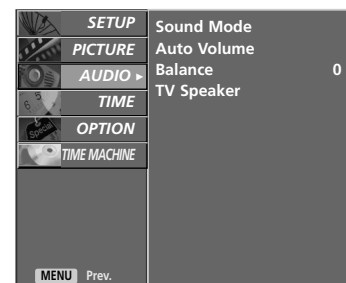 SETUP
PICTURE
AUDIO ▸
TIME
OPTION
TIME MACHINE
MENU Prev.
Sound Mode
Auto Volume
Balance 0
TV Speaker